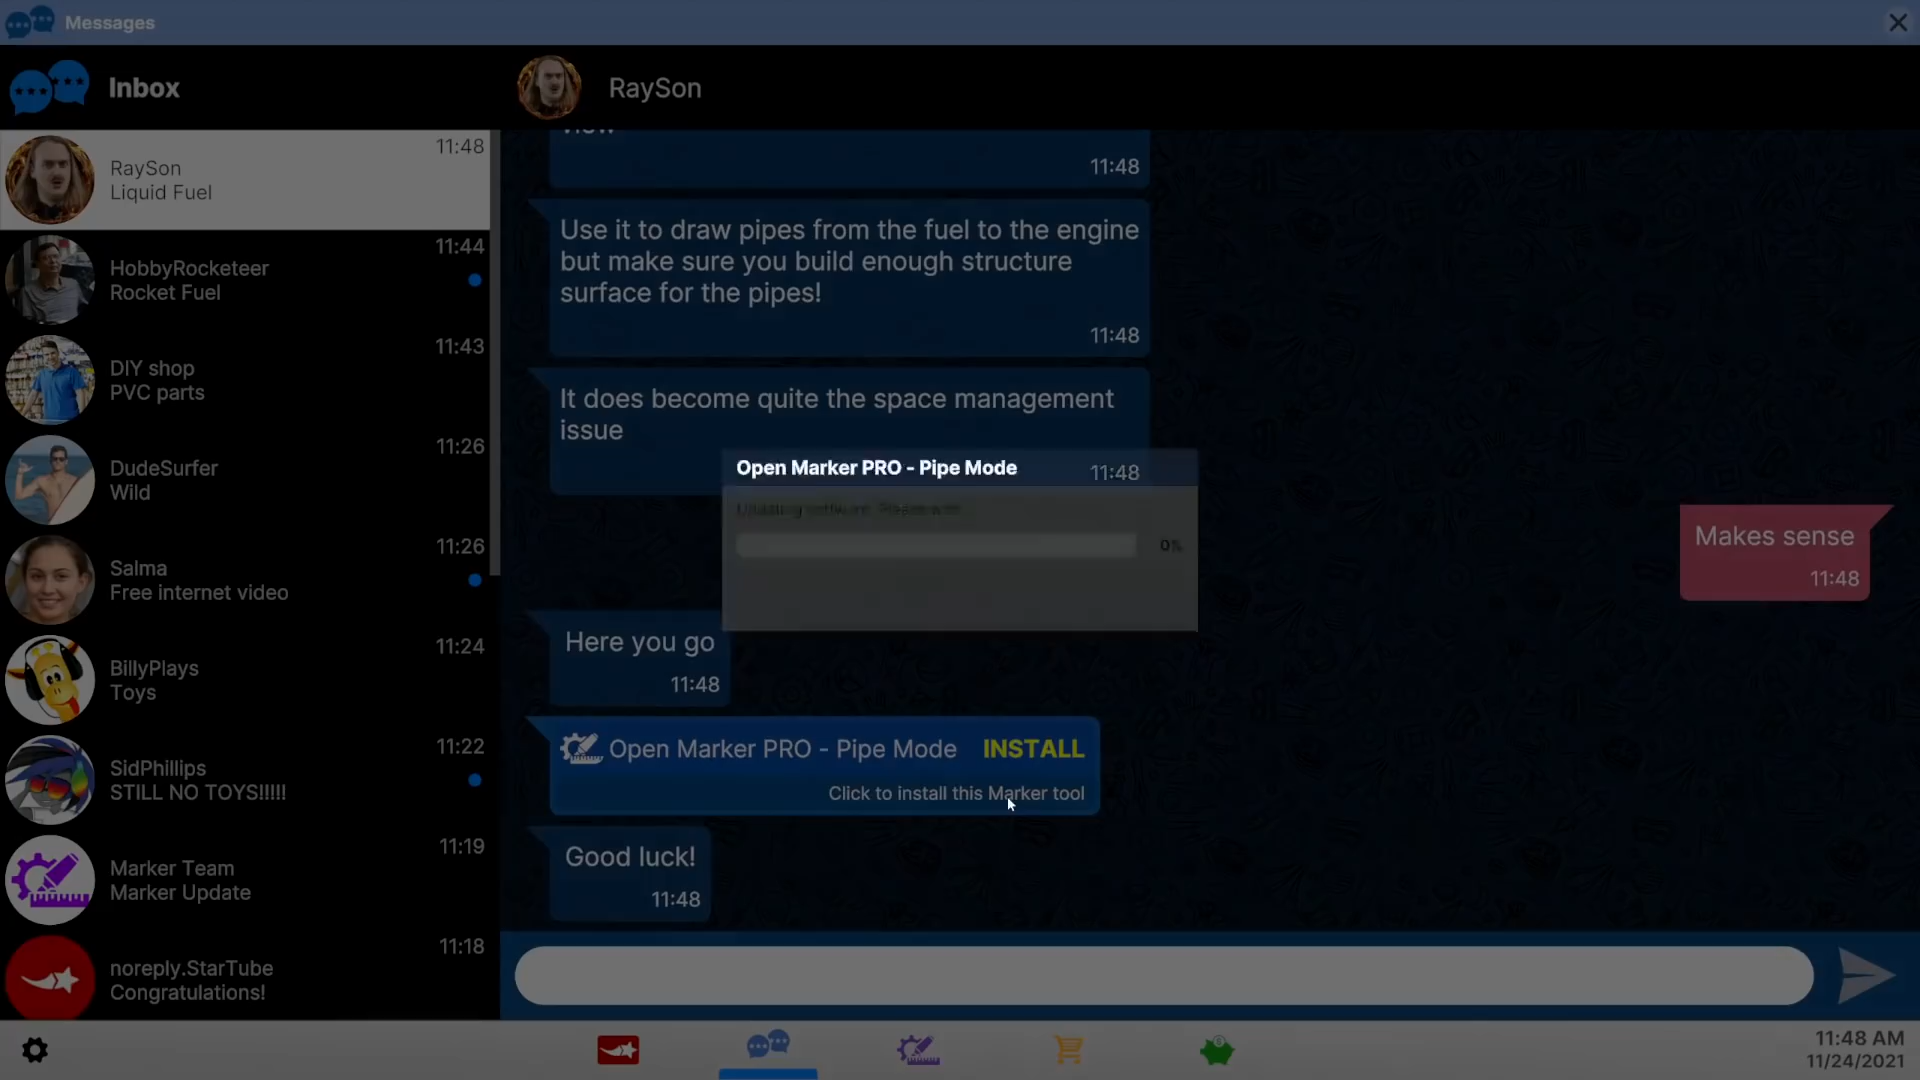 Messages
Inbox
RaySon
11:48
RaySon
Liquid Fuel
11:44
HobbyRocketeer
Rocket Fuel
11:43
DIY shop
PVC parts
11:26
DudeSurfer
Wild
11:26
Salma
Free internet video
11:24
BillyPlays
Toys
11:22
SidPhillips
STILL NO TOYS!!!!!
11:19
Marker Team
Marker Update
11:18
noreply.StarTube
Congratulations!
view
11:48
Use it to draw pipes from the fuel to the engine
but make sure you build enough structure
surface for the pipes!
11:48
It does become quite the space management
issue
11:48
Open Marker PRO - Pipe Mode
Updating software. Please wait
0%
Makes sense
11:48
Here you go
11:48
Open Marker PRO - Pipe Mode INSTALL
Click to install this Marker tool
Good luck!
11:48
11:48 AM
11/24/2021